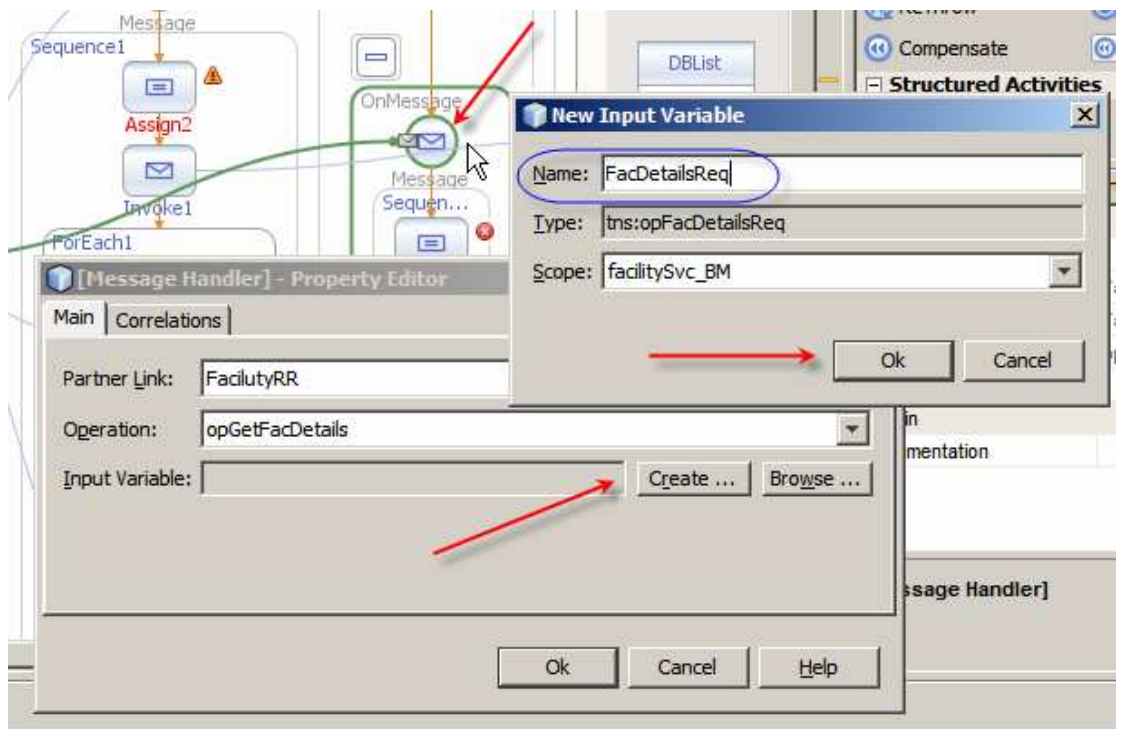 Message
Sequence1
Assign2
Invoke1
ForEach1
OnMessage
Message
Sequen...
DBList
Compensate
Structured Activities
New Input Variable
Name: FacDetailsReq
Type: tns:opFacDetailsReq
Scope: facilitySvc_BM
Ok Cancel
[Message Handler] - Property Editor
Main Correlations
Partner Link: FacilutyRR
Operation: opGetFacDetails
Input Variable: Create ... Browse ...
in
mentation
ssage Handler]
Ok Cancel Help